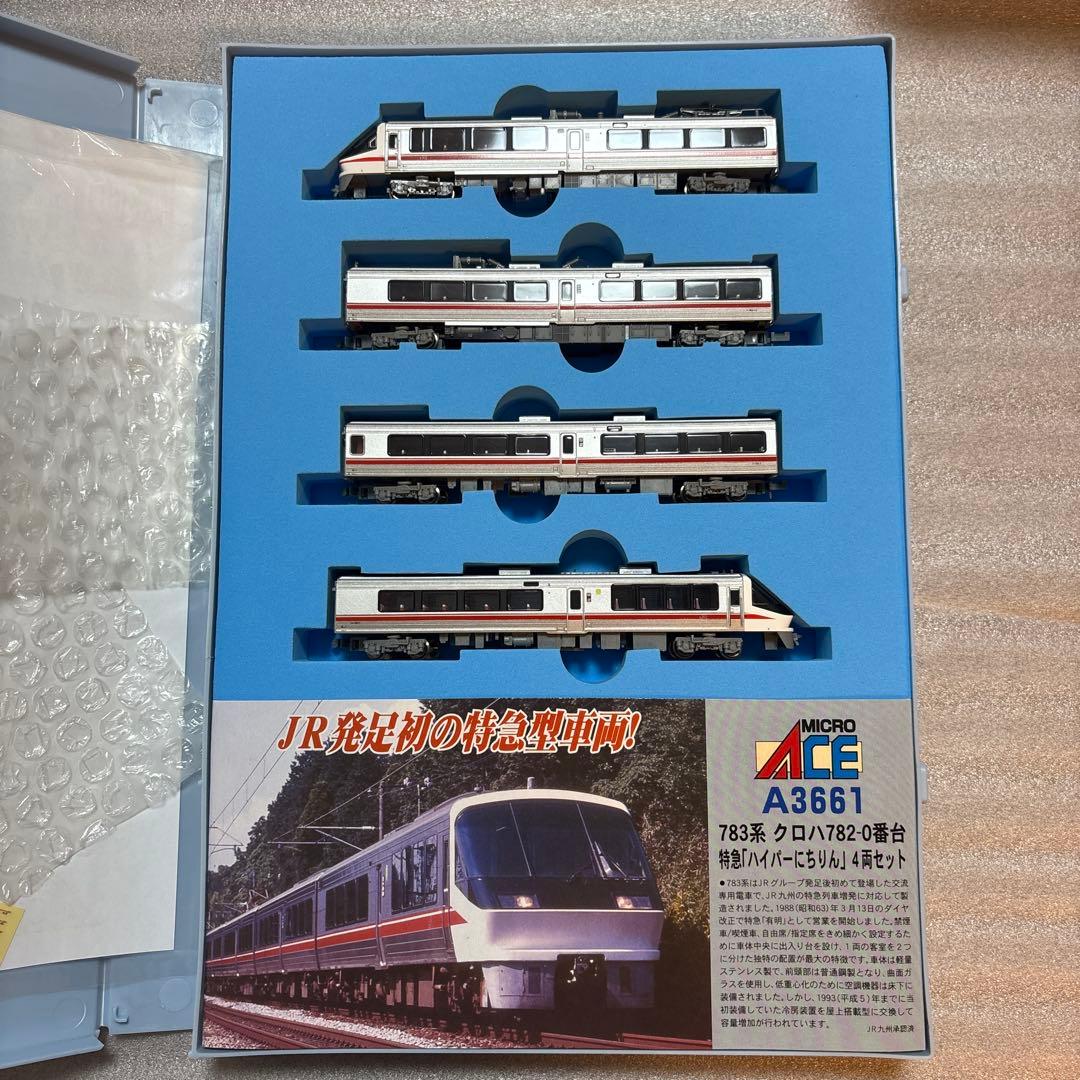 JR発足初の特急型車両!
MICRO
ACE
A3661
783系 クロハ782-0番台
特急「ハイパーにちりん」4両セット
●783系はJRグループ発足後初めて登場した交流
専用電車で、JR九州の特急列車増発に対応して製
造されました。1988(昭和63)年3月13日のダイヤ
改正で特急「有明」として営業を開始しました。禁煙
車/喫煙車、自由席/指定席をきめ細かく設定するた
めに車体中央に出入り台を設け、1両の客室を2つ
に分けた独特の配置が最大の特徴です。車体は軽量
ステンレス製で、前頭部は普通鋼製となり、曲面ガ
ラスを使用し、低重心化のために空調機器は床下に
装備されました。しかし、1993(平成5)年までに当
初装備していた冷房装置を屋上搭載型に交換して
容量増加が行われています。
JR九州承認済